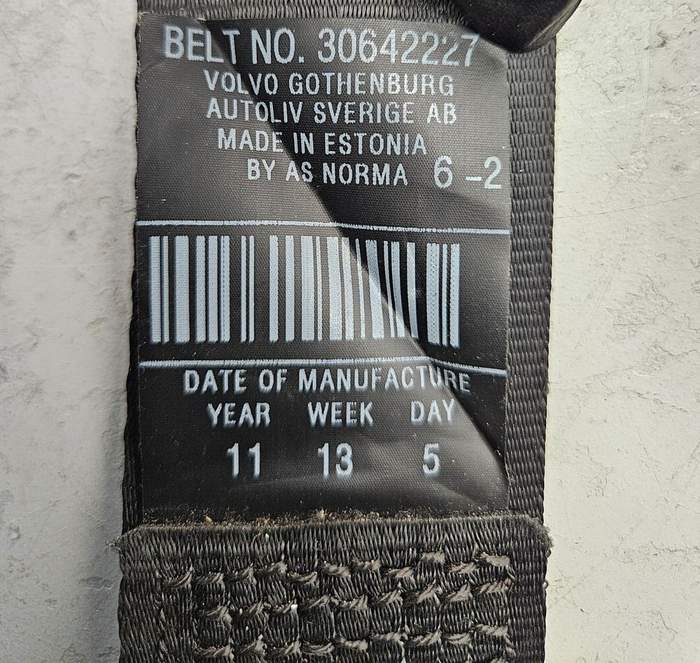 BELT NO. 30642227
VOLVO GOTHENBURG
AUTOLIV SVERIGE AB
MADE IN ESTONIA
BY AS NORMA 6 -2
DATE OF MANUFACTURE
YEAR WEEK DAY
11 13 5